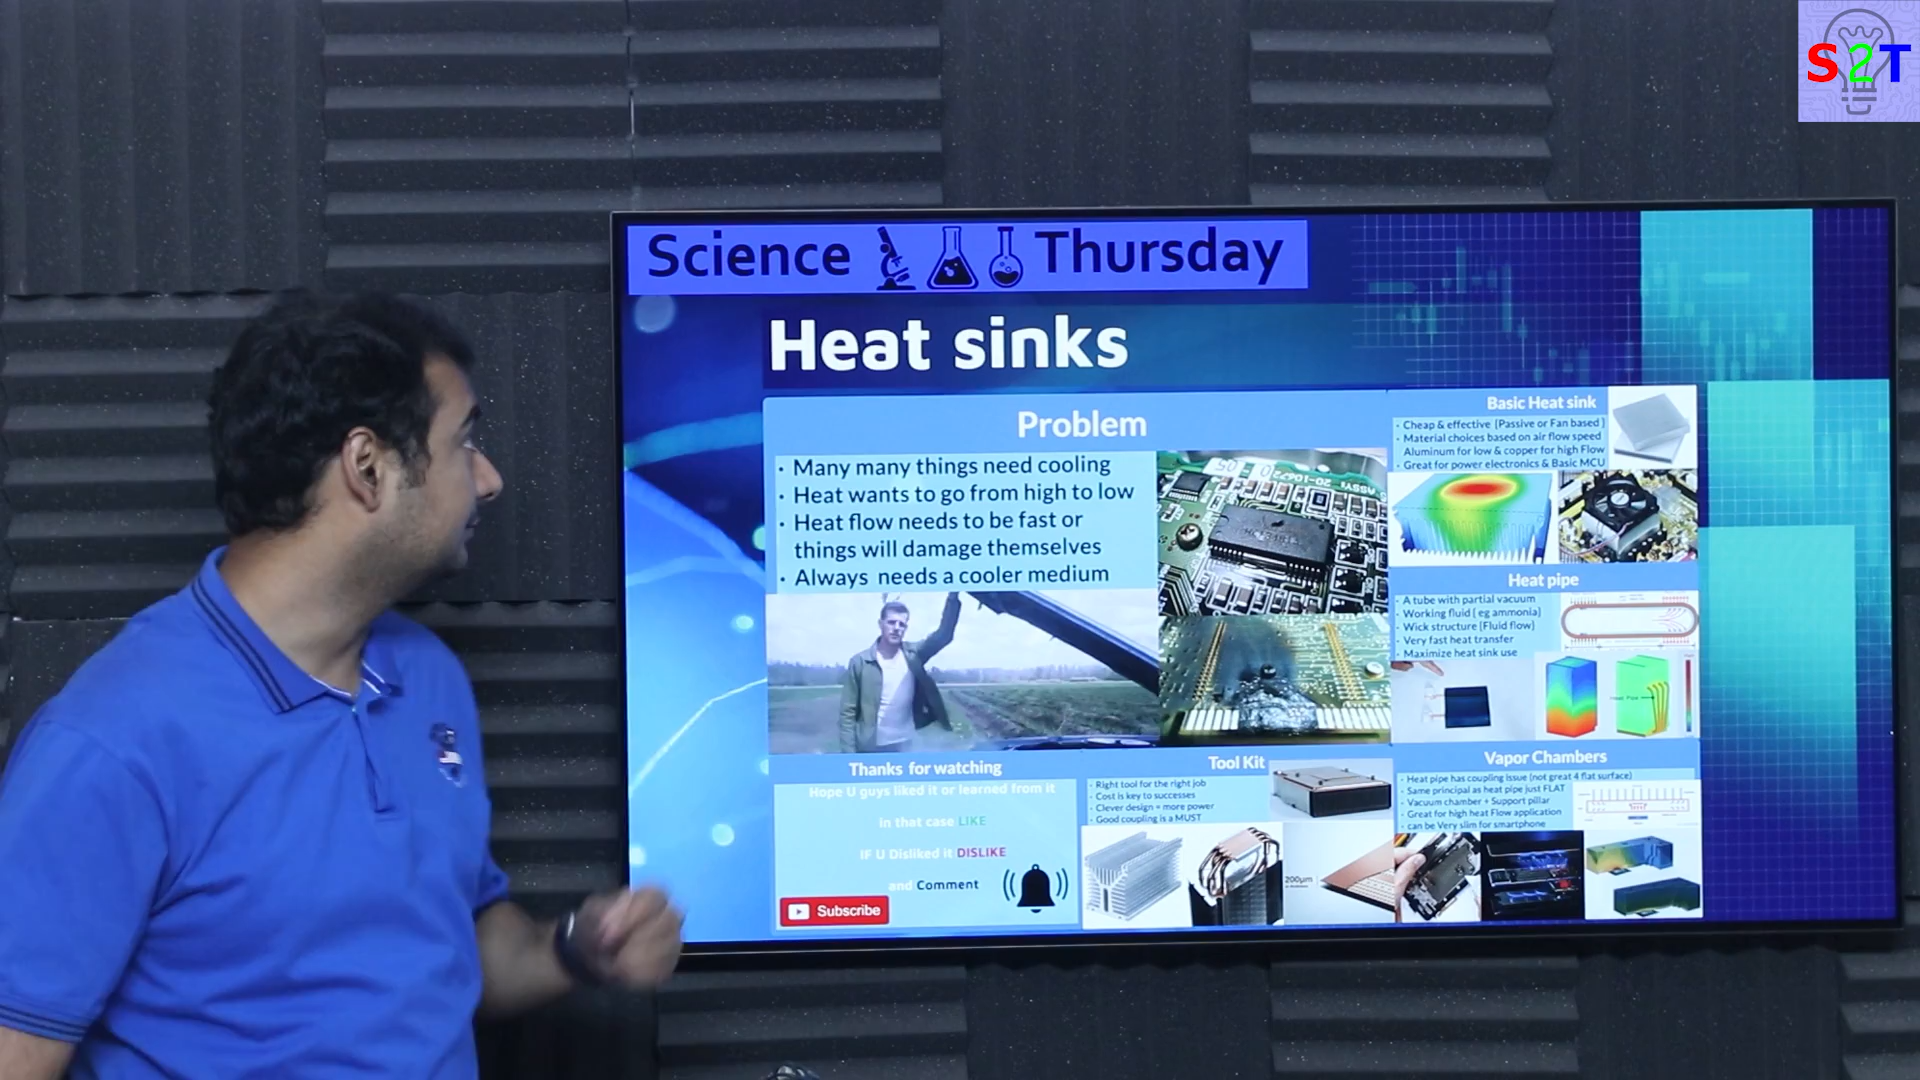 S2T
Science Thursday
Heat sinks
Problem
· Many many things need cooling
· Heat wants to go from high to low
· Heat flow needs to be fast or
things will damage themselves
· Always needs a cooler medium
Basic Heat sink
· Cheap & effective (Passive or Fan based )
· Material choices based on air flow speed
Aluminum for low & copper for high Flow
· Great for power electronics & Basic MCU
Heat pipe
· A tube with partial vacuum
· Working fluid ( eg ammonia)
· Wick structure (Fluid flow)
· Very fast heat transfer
· Maximize heat sink use
Heat Pipe
Thanks for watching
Hope U guys liked it or learned from it
In that case LIKE
IF U Disliked it DISLIKE
and Comment
Subscribe
Tool Kit
· Right tool for the right job
· Cost is key to successes
· Clever design = more power
· Good coupling is a MUST
200μm
Vapor Chambers
· Heat pipe has coupling issue (not great 4 flat surface)
· Same principal as heat pipe just FLAT
· Vacuum chamber + Support pillar
· Great for high heat Flow application
· can be Very slim for smartphone